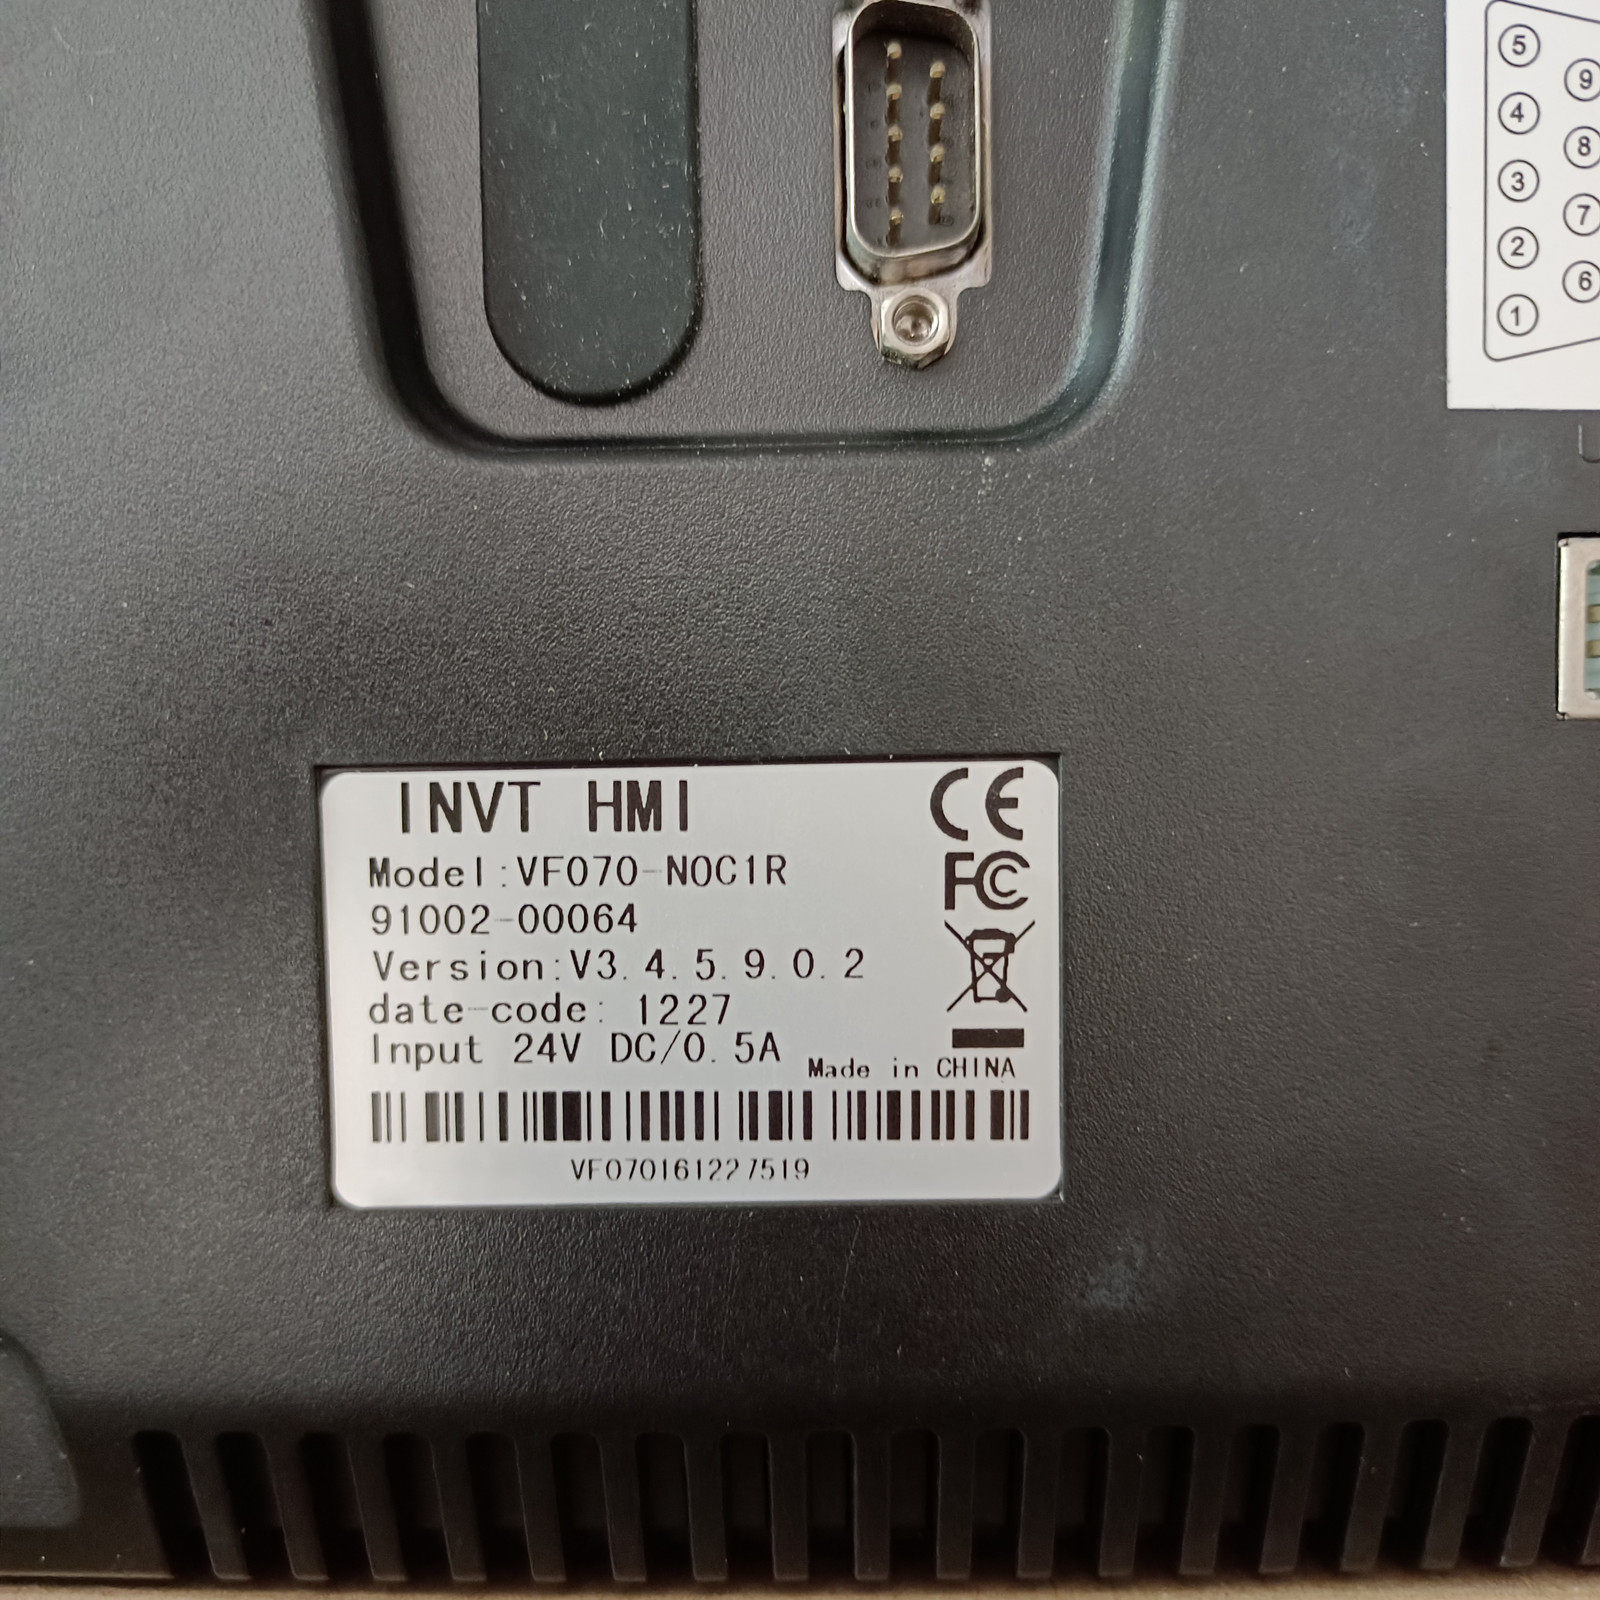 5
9
4
8
3
7
2
6
1
INVT HMI
CE
FC
Model:VF070-N0C1R
91002-00064
Version:V3.4.5.9.0.2
date-code: 1227
Input 24V DC/0.5A
Made in CHINA
VF070161227519